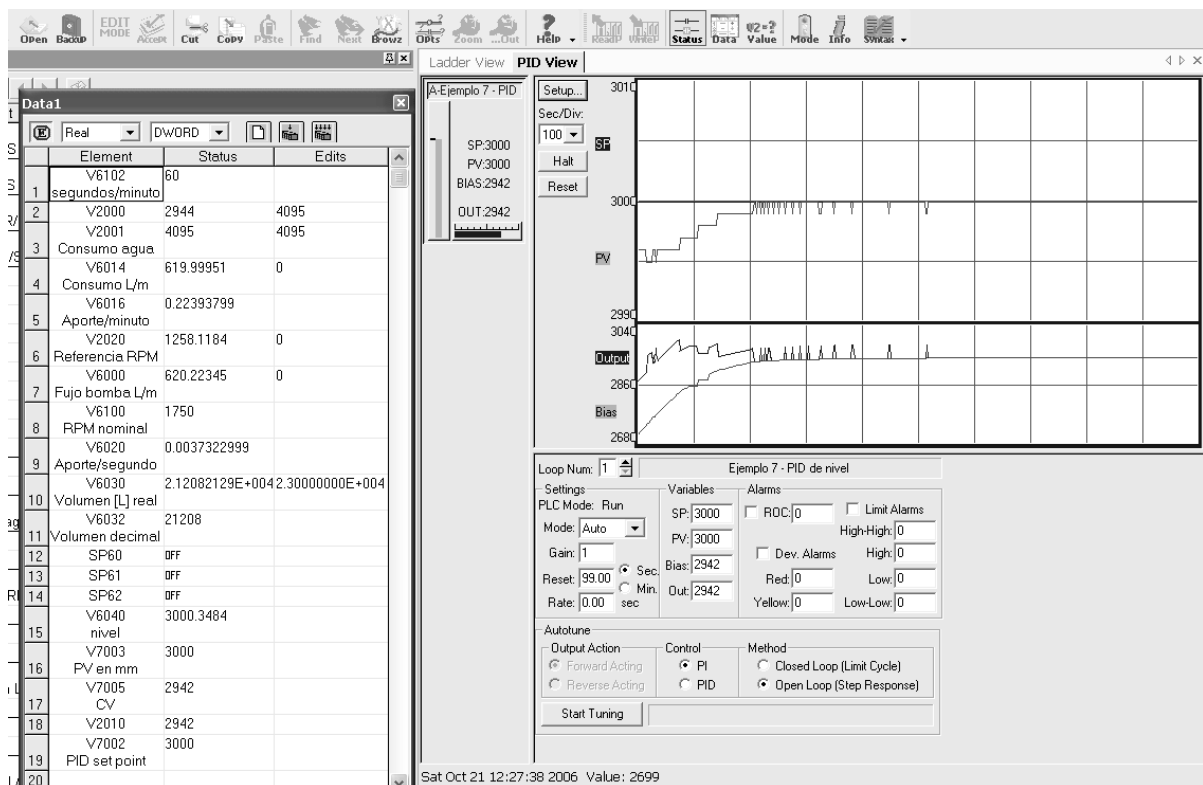 Open Backup EDIT MODE Accept Cut Copy Paste Find Next Browz Opts Zoom ...Out Help ReadP WriteP Status Data Value Mode Info Syntax
Ladder View PID View
Data1
Real DWORD
Element Status Edits
1 V6102 segundos/minuto 60
2 V2000 2944 4095
3 V2001 Consumo agua 4095 4095
4 V6014 Consumo L/m 619.99951 0
5 V6016 Aporte/minuto 0.22393799
6 V2020 Referencia RPM 1258.1184 0
7 V6000 Fujo bomba L/m 620.22345 0
8 V6100 RPM nominal 1750
9 V6020 Aporte/segundo 0.0037322999
10 V6030 Volumen [L] real 2.12082129E+004 2.30000000E+004
11 V6032 Volumen decimal 21208
12 SP60 OFF
13 SP61 OFF
14 SP62 OFF
15 V6040 nivel 3000.3484
16 V7003 PV en mm 3000
17 V7005 CV 2942
18 V2010 2942
19 V7002 PID set point 3000
20
A-Ejemplo 7 - PID
SP:3000
PV:3000
BIAS:2942
OUT:2942
Setup...
Sec/Div:
100
Halt
Reset
3010
SP
3000
PV
2990
3040
Output
2860
Bias
2680
Loop Num: 1 Ejemplo 7 - PID de nivel
Settings
PLC Mode: Run
Mode: Auto
Gain: 1
Reset: 99.00 Sec. Min.
Rate: 0.00 sec
Variables
SP: 3000
PV: 3000
Bias: 2942
Out: 2942
Alarms
ROC: 0
Limit Alarms
High-High: 0
Dev. Alarms High: 0
Red: 0 Low: 0
Yellow: 0 Low-Low: 0
Autotune
Output Action
Forward Acting
Reverse Acting
Control
PI
PID
Method
Closed Loop (Limit Cycle)
Open Loop (Step Response)
Start Tuning
Sat Oct 21 12:27:38 2006 Value: 2699